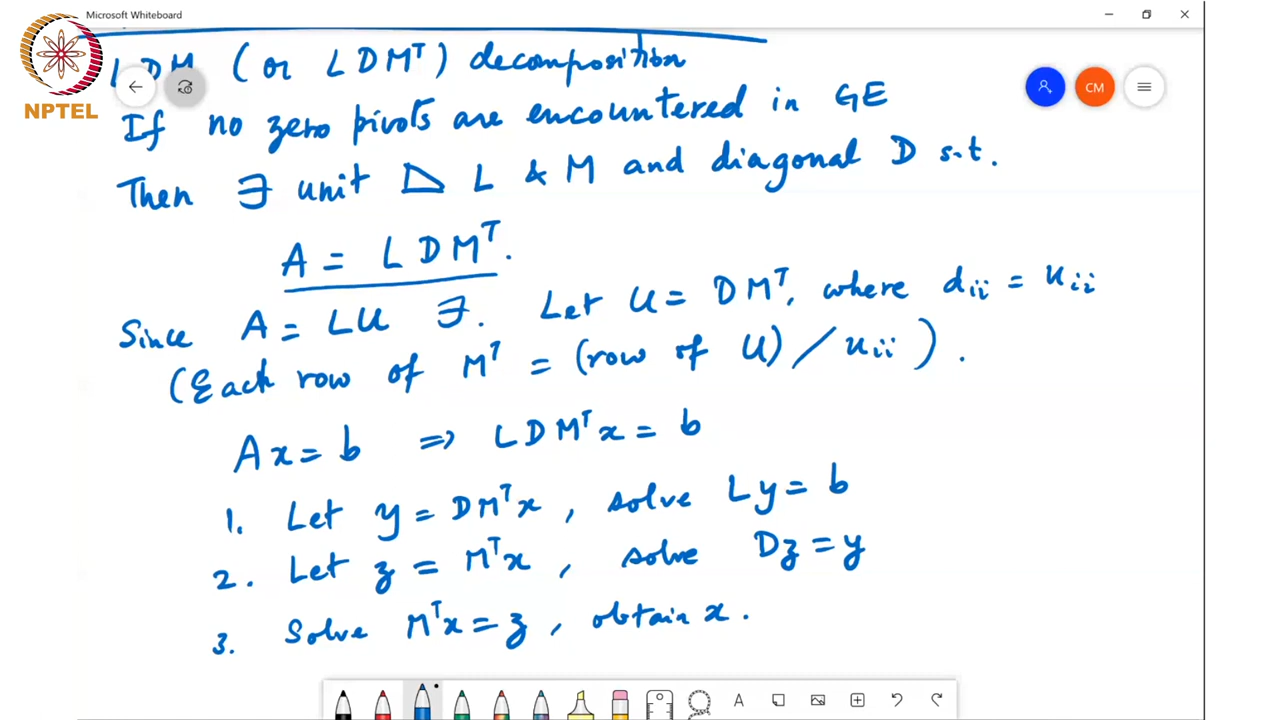 Microsoft Whiteboard
NPTEL
CM
LDM (or LDMᵀ) decomposition
If no zero pivots are encountered in GE
Then ∃ unit ◺ L & M and diagonal D s.t.
A = LDMᵀ.
Since A = LU ∃. Let U = DMᵀ, where dᵢᵢ = uᵢᵢ
(Each row of Mᵀ = (row of U) / uᵢᵢ).
Ax = b ⇒ LDMᵀx = b
1. Let y = DMᵀx, solve Ly = b
2. Let z = Mᵀx, solve Dz = y
3. Solve Mᵀx = z, obtain x.
A